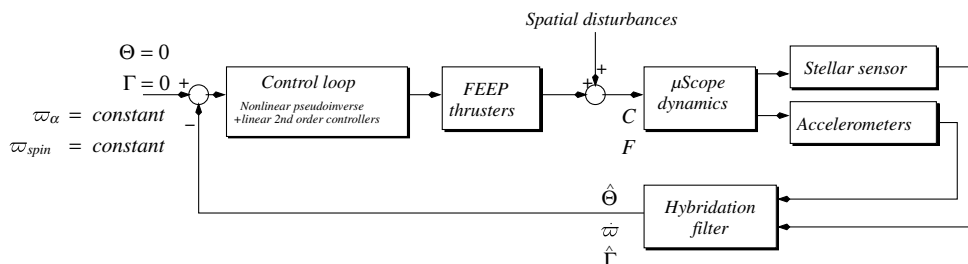 Spatial disturbances
Θ = 0
Γ = 0
ϖα = constant
ϖspin = constant
+
−
Control loop
Nonlinear pseudoinverse
+linear 2nd order controllers
FEEP
thrusters
+
+
C
F
μScope
dynamics
Stellar sensor
Accelerometers
Hybridation
filter
Θ̂
ϖ̇
Γ̂